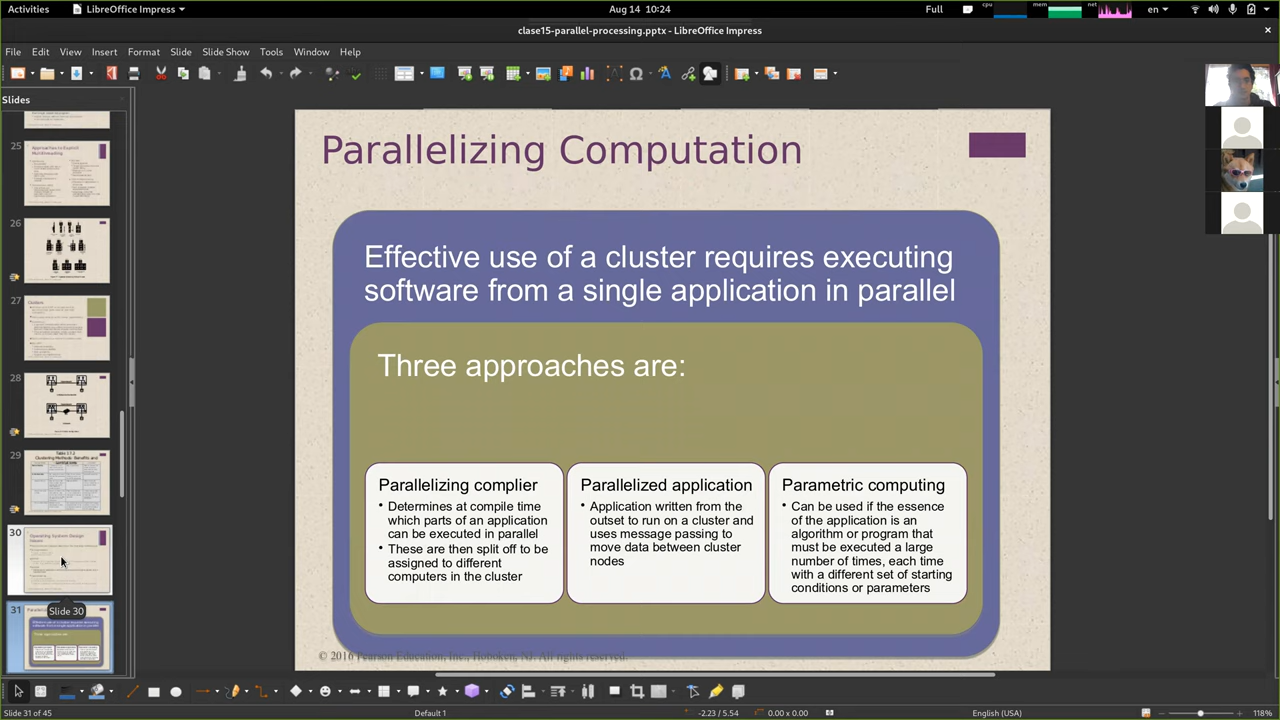 Activities
LibreOffice Impress
Aug 14 10:24
Full
cpu
mem
net
en
clase15-parallel-processing.pptx - LibreOffice Impress
File Edit View Insert Format Slide Slide Show Tools Window Help
Slides
25
26
27
28
29
30
Slide 30
31
Parallelizing Computation
Effective use of a cluster requires executing
software from a single application in parallel
Three approaches are:
Parallelizing complier
• Determines at compile time
which parts of an application
can be executed in parallel
• These are then split off to be
assigned to different
computers in the cluster
Parallelized application
• Application written from the
outset to run on a cluster and
uses message passing to
move data between cluster
nodes
Parametric computing
• Can be used if the essence
of the application is an
algorithm or program that
must be executed a large
number of times, each time
with a different set of starting
conditions or parameters
© 2016 Pearson Education, Inc., Hoboken, NJ. All rights reserved.
Slide 31 of 45
Default 1
-2.23 / 5.54
0.00 x 0.00
English (USA)
118%